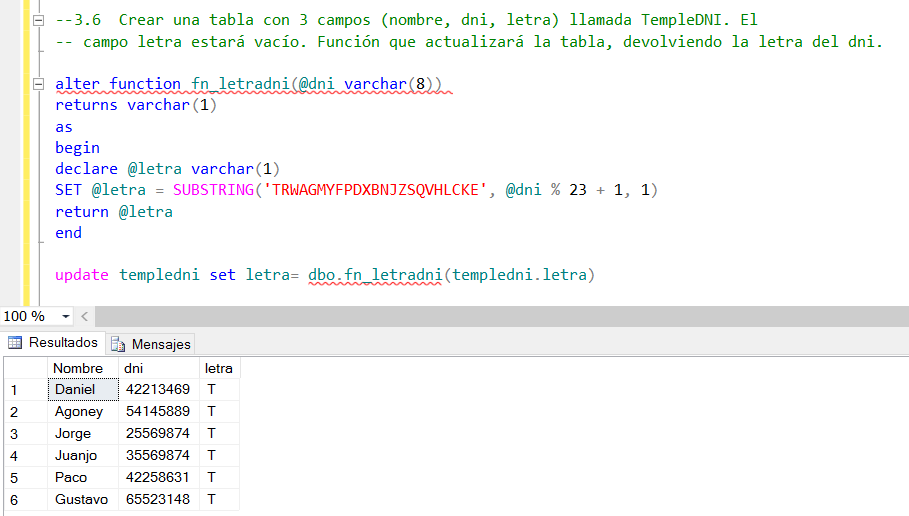 --3.6  Crear una tabla con 3 campos (nombre, dni, letra) llamada TempleDNI. El
-- campo letra estará vacío. Función que actualizará la tabla, devolviendo la letra del dni.
alter function fn_letradni(@dni varchar(8))
returns varchar(1)
as
begin
declare @letra varchar(1)
SET @letra = SUBSTRING('TRWAGMYFPDXBNJZSQVHLCKE', @dni % 23 + 1, 1)
return @letra
end
update templedni set letra= dbo.fn_letradni(templedni.letra)
100 %
Resultados Mensajes
Nombre dni letra
1 Daniel 42213469 T
2 Agoney 54145889 T
3 Jorge 25569874 T
4 Juanjo 35569874 T
5 Paco 42258631 T
6 Gustavo 65523148 T